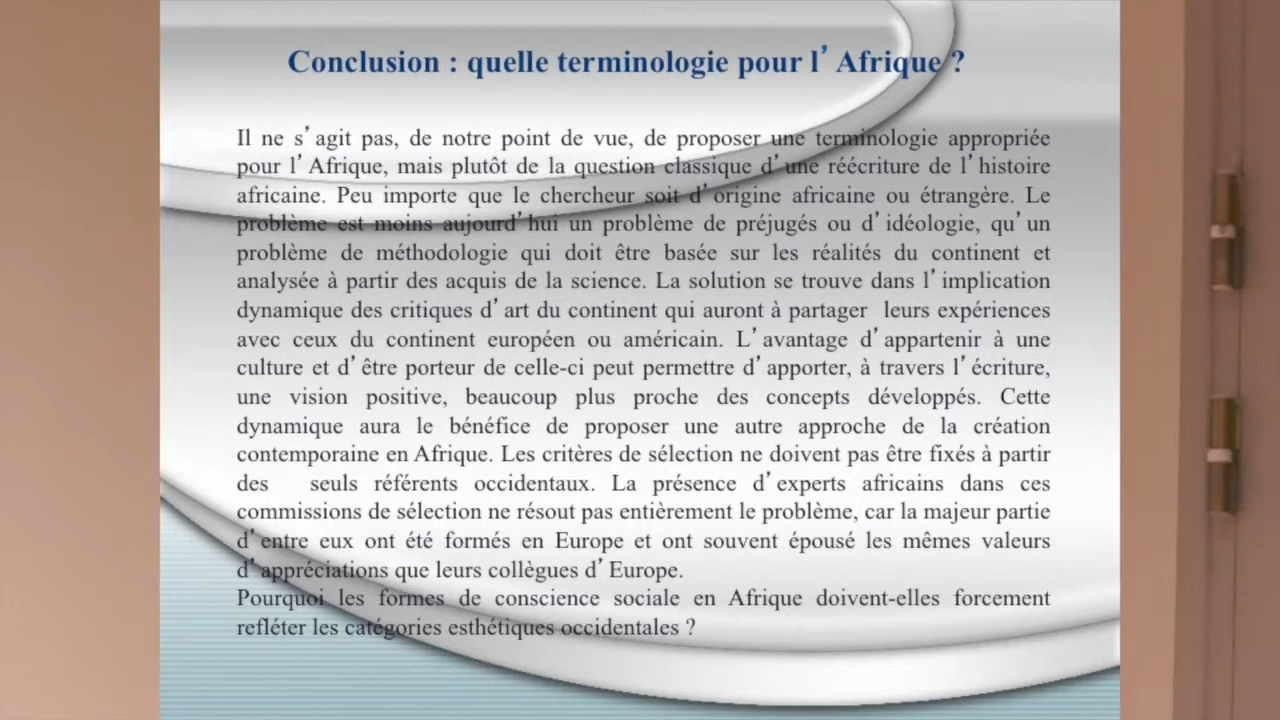 Conclusion : quelle terminologie pour l’Afrique ?
Il ne s’agit pas, de notre point de vue, de proposer une terminologie appropriée
pour l’Afrique, mais plutôt de la question classique d’une réécriture de l’histoire
africaine. Peu importe que le chercheur soit d’origine africaine ou étrangère. Le
problème est moins aujourd’hui un problème de préjugés ou d’idéologie, qu’un
problème de méthodologie qui doit être basée sur les réalités du continent et
analysée à partir des acquis de la science. La solution se trouve dans l’implication
dynamique des critiques d’art du continent qui auront à partager leurs expériences
avec ceux du continent européen ou américain. L’avantage d’appartenir à une
culture et d’être porteur de celle-ci peut permettre d’apporter, à travers l’écriture,
une vision positive, beaucoup plus proche des concepts développés. Cette
dynamique aura le bénéfice de proposer une autre approche de la création
contemporaine en Afrique. Les critères de sélection ne doivent pas être fixés à partir
des seuls référents occidentaux. La présence d’experts africains dans ces
commissions de sélection ne résout pas entièrement le problème, car la majeur partie
d’entre eux ont été formés en Europe et ont souvent épousé les mêmes valeurs
d’appréciations que leurs collègues d’Europe.
Pourquoi les formes de conscience sociale en Afrique doivent-elles forcement
refléter les catégories esthétiques occidentales ?